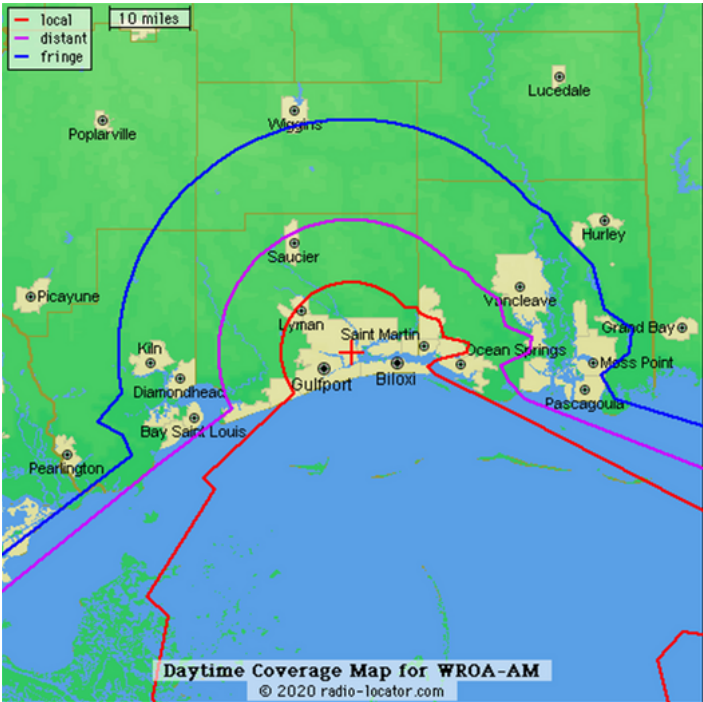 local
distant
fringe
10 miles
Lucedale
Wiggins
Poplarville
Hurley
Saucier
Picayune
Vancleave
Lyman
Grand Bay
Saint Martin
Kiln
Ocean Springs
Moss Point
Gulfport
Biloxi
Diamondhead
Pascagoula
Bay Saint Louis
Pearlington
Daytime Coverage Map for WROA-AM
© 2020 radio-locator.com